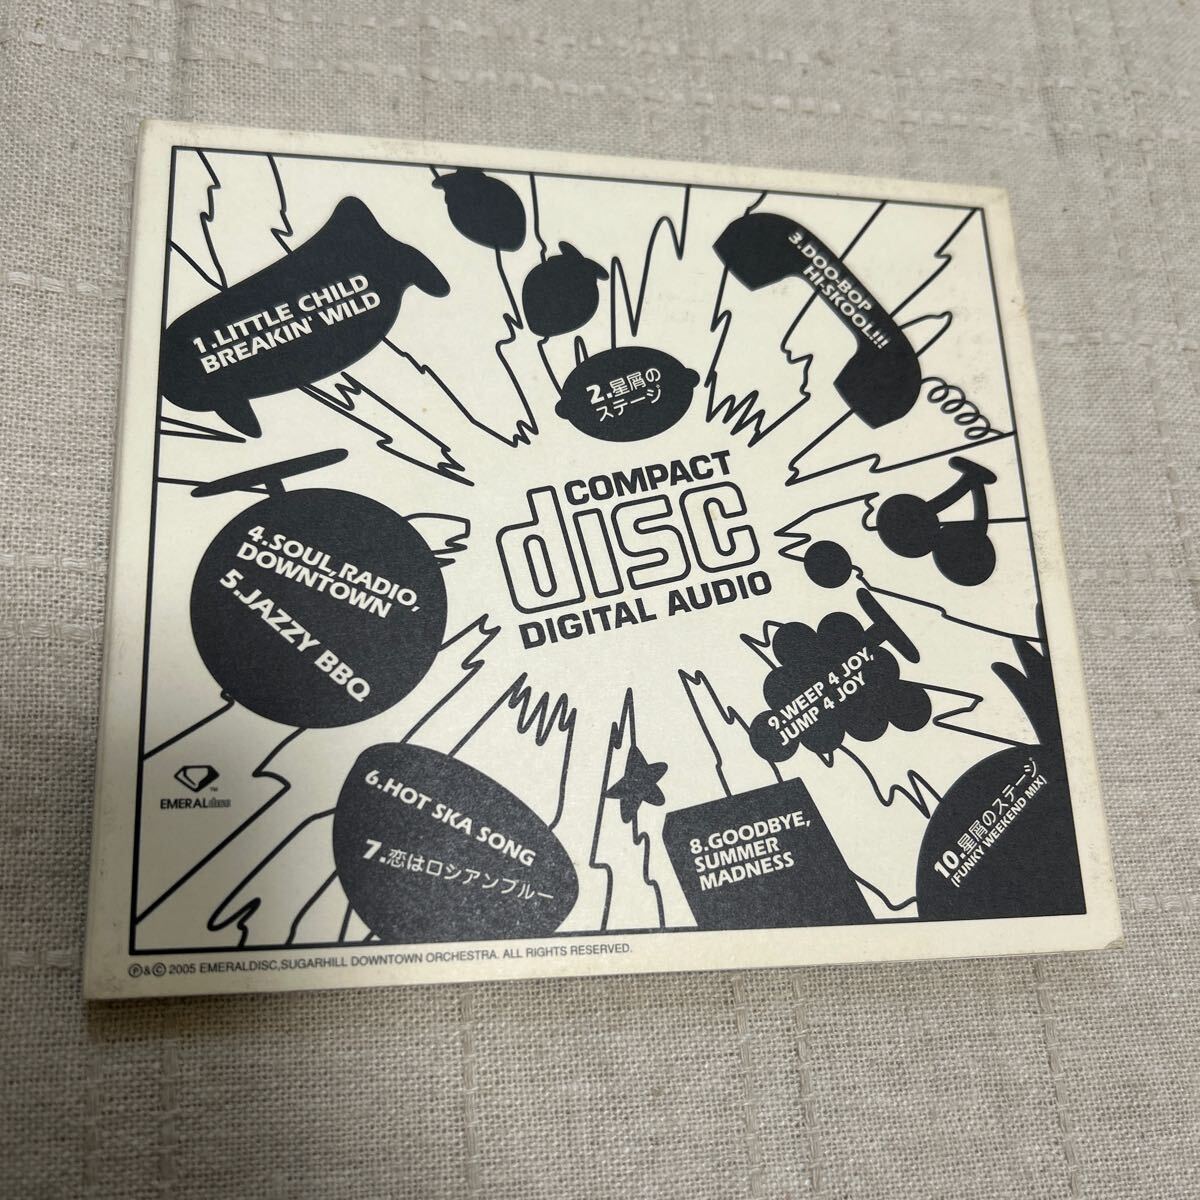 1.LITTLE CHILD
BREAKIN' WILD
2.星屑の
ステージ
3.DOO-BOP
HI-SKOOL!!!
COMPACT
disc
DIGITAL AUDIO
4.SOUL,RADIO,
DOWNTOWN
5.JAZZY BBQ
6.HOT SKA SONG
7.恋はロシアンブルー
8.GOODBYE,
SUMMER
MADNESS
9.WEEP 4 JOY,
JUMP 4 JOY
10.星屑のステージ
(FUNKY WEEKEND MIX)
TM
EMERALdisc
℗&© 2005 EMERALDISC,SUGARHILL DOWNTOWN ORCHESTRA. ALL RIGHTS RESERVED.